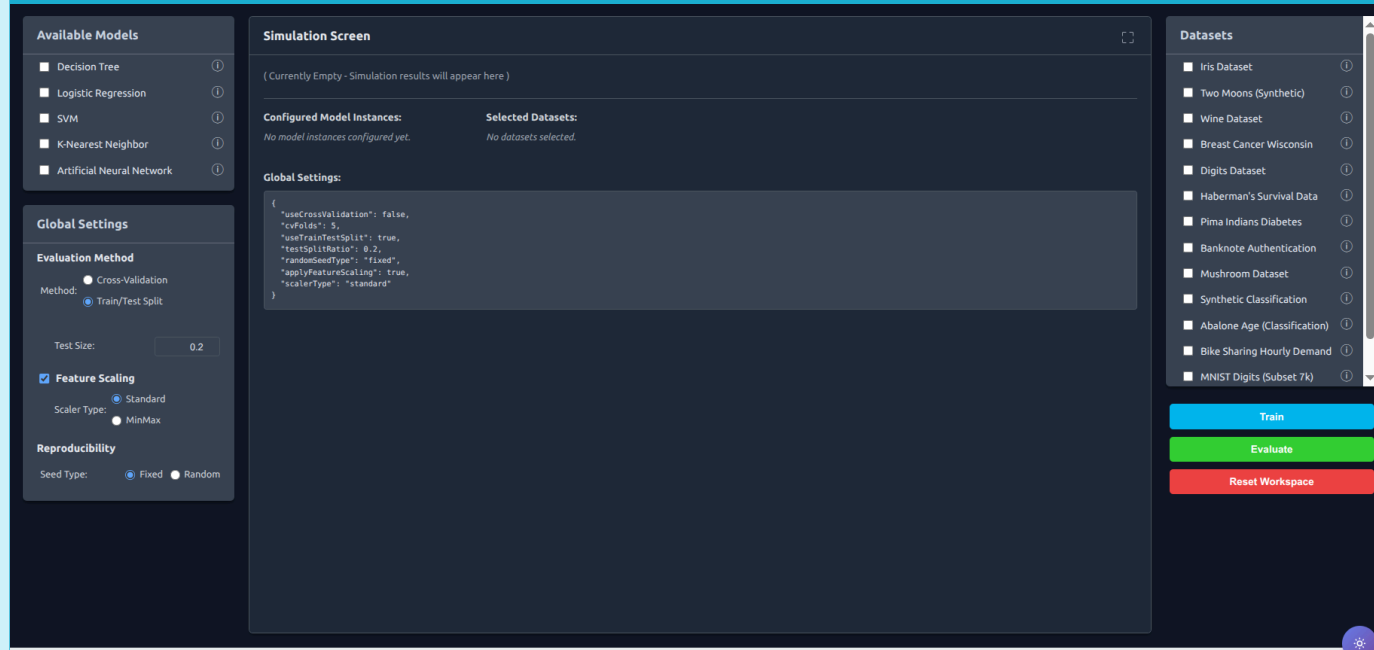 Available Models
Decision Tree
Logistic Regression
SVM
K-Nearest Neighbor
Artificial Neural Network
Global Settings
Evaluation Method
Method:
Cross-Validation
Train/Test Split
Test Size:
0.2
Feature Scaling
Scaler Type:
Standard
MinMax
Reproducibility
Seed Type:
Fixed
Random
Simulation Screen
( Currently Empty - Simulation results will appear here )
Configured Model Instances:
No model instances configured yet.
Selected Datasets:
No datasets selected.
Global Settings:
{
"useCrossValidation": false,
"cvFolds": 5,
"useTrainTestSplit": true,
"testSplitRatio": 0.2,
"randomSeedType": "fixed",
"applyFeatureScaling": true,
"scalerType": "standard"
}
Datasets
Iris Dataset
Two Moons (Synthetic)
Wine Dataset
Breast Cancer Wisconsin
Digits Dataset
Haberman's Survival Data
Pima Indians Diabetes
Banknote Authentication
Mushroom Dataset
Synthetic Classification
Abalone Age (Classification)
Bike Sharing Hourly Demand
MNIST Digits (Subset 7k)
Train
Evaluate
Reset Workspace